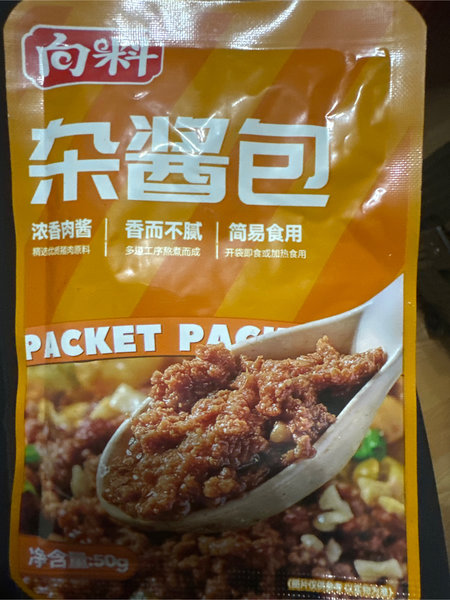 向料
杂酱包
浓香肉酱 香而不腻 简易食用
精选优质猪肉原料 多道工序熬煮而成 开袋即食或加热食用
PACKET PACK
净含量:50g